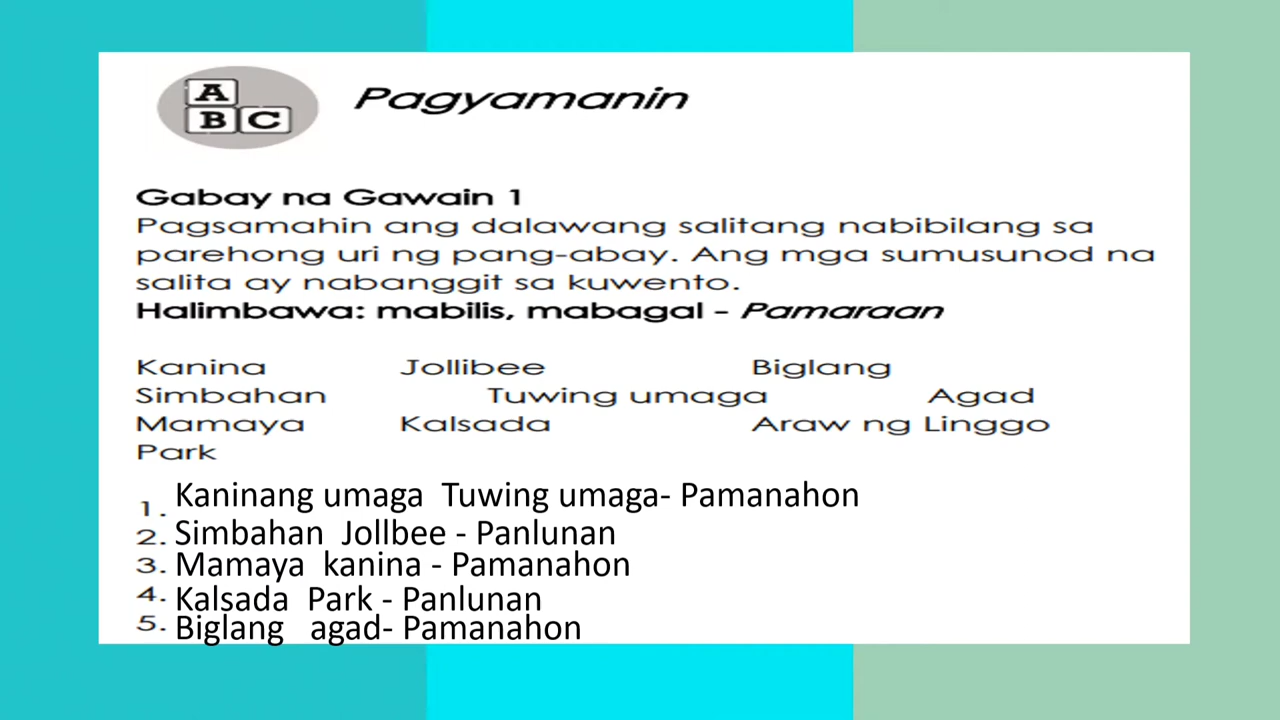 A
B C
Pagyamanin
Gabay na Gawain 1
Pagsamahin ang dalawang salitang nabibilang sa
parehong uri ng pang-abay. Ang mga sumusunod na
salita ay nabanggit sa kuwento.
Halimbawa: mabilis, mabagal - Pamaraan
Kanina Jollibee Biglang
Simbahan Tuwing umaga Agad
Mamaya Kalsada Araw ng Linggo
Park
1. Kaninang umaga Tuwing umaga- Pamanahon
2. Simbahan Jollbee - Panlunan
3. Mamaya kanina - Pamanahon
4. Kalsada Park - Panlunan
5. Biglang agad- Pamanahon